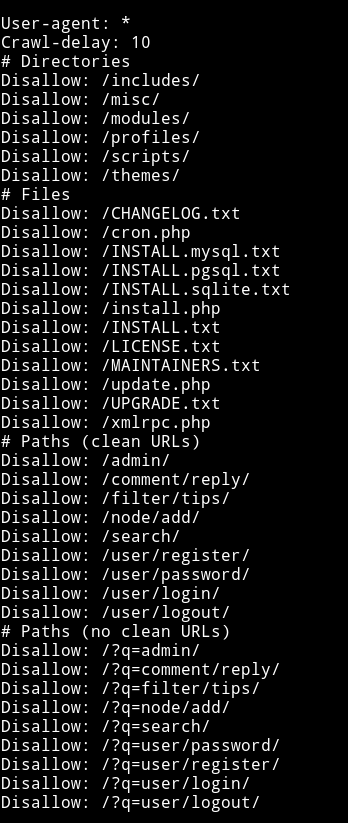 User-agent: *
Crawl-delay: 10
# Directories
Disallow: /includes/
Disallow: /misc/
Disallow: /modules/
Disallow: /profiles/
Disallow: /scripts/
Disallow: /themes/
# Files
Disallow: /CHANGELOG.txt
Disallow: /cron.php
Disallow: /INSTALL.mysql.txt
Disallow: /INSTALL.pgsql.txt
Disallow: /INSTALL.sqlite.txt
Disallow: /install.php
Disallow: /INSTALL.txt
Disallow: /LICENSE.txt
Disallow: /MAINTAINERS.txt
Disallow: /update.php
Disallow: /UPGRADE.txt
Disallow: /xmlrpc.php
# Paths (clean URLs)
Disallow: /admin/
Disallow: /comment/reply/
Disallow: /filter/tips/
Disallow: /node/add/
Disallow: /search/
Disallow: /user/register/
Disallow: /user/password/
Disallow: /user/login/
Disallow: /user/logout/
# Paths (no clean URLs)
Disallow: /?q=admin/
Disallow: /?q=comment/reply/
Disallow: /?q=filter/tips/
Disallow: /?q=node/add/
Disallow: /?q=search/
Disallow: /?q=user/password/
Disallow: /?q=user/register/
Disallow: /?q=user/login/
Disallow: /?q=user/logout/